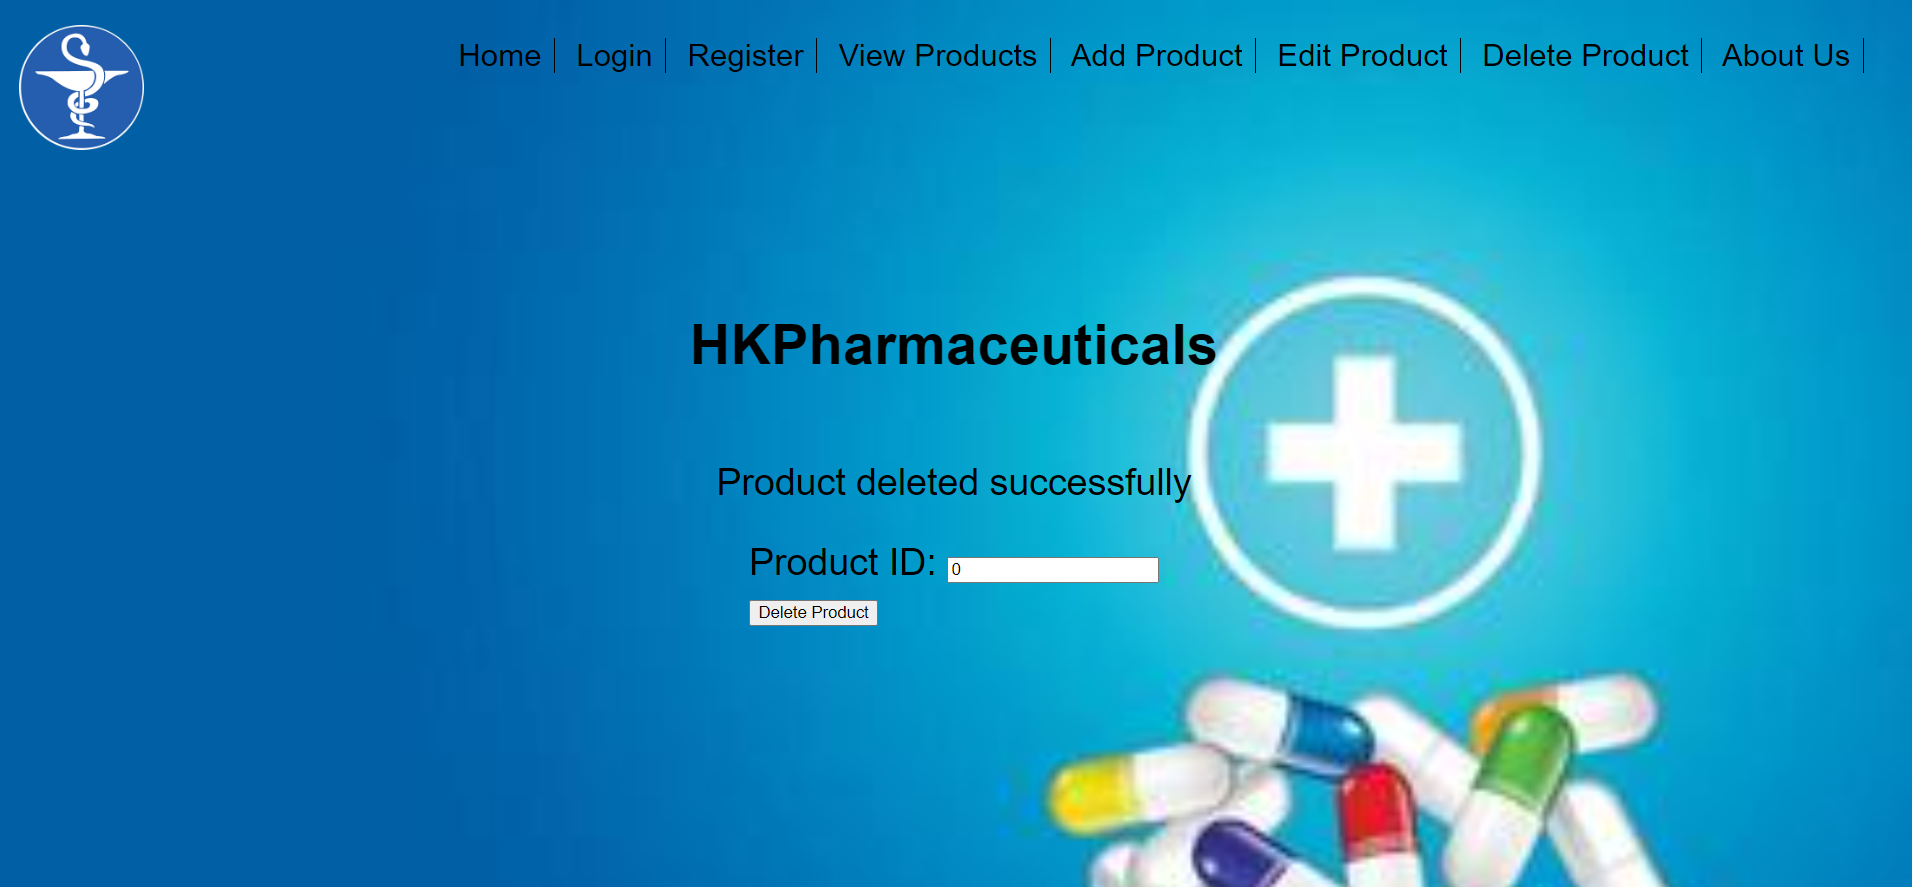 Home Login Register View Products Add Product Edit Product Delete Product About Us
HKPharmaceuticals
Product deleted successfully
Product ID: 0
Delete Product